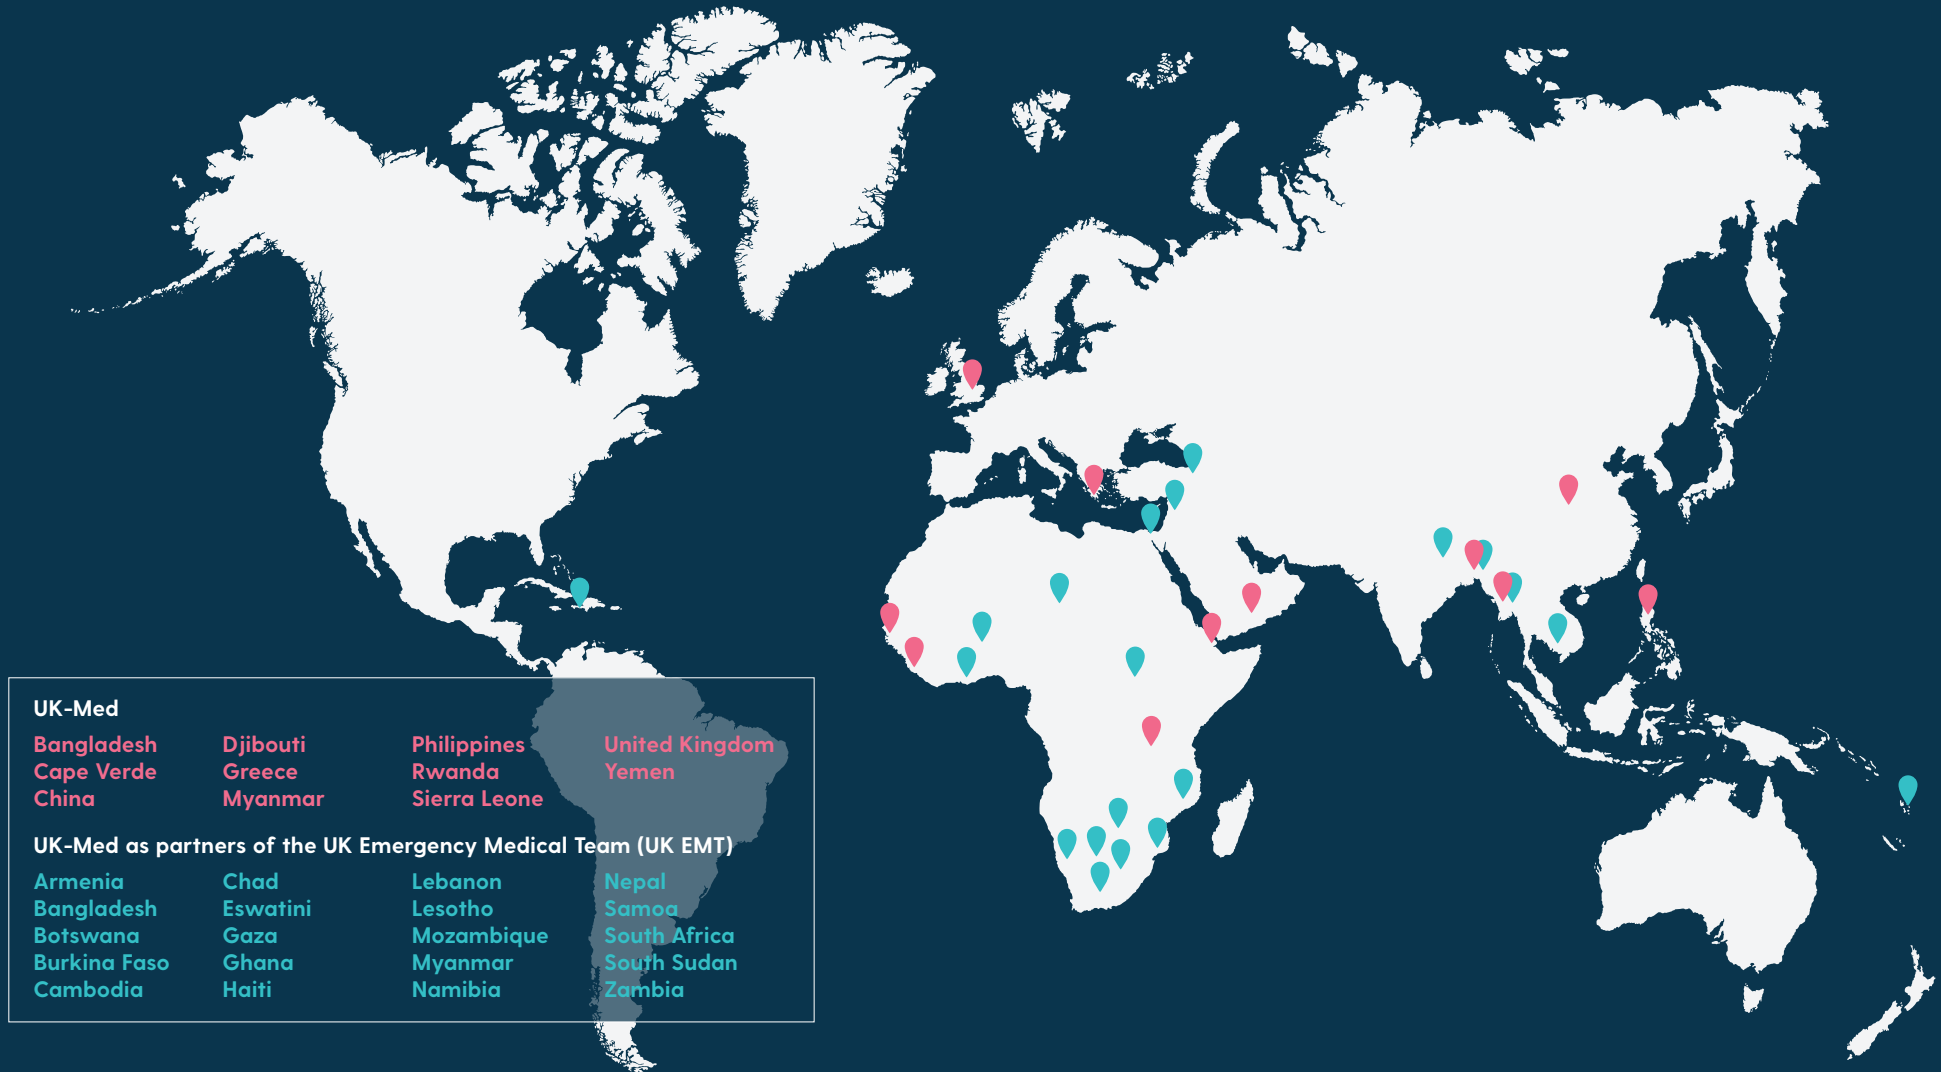 UK-Med
Bangladesh Djibouti Philippines United Kingdom
Cape Verde Greece Rwanda Yemen
China Myanmar Sierra Leone
UK-Med as partners of the UK Emergency Medical Team (UK EMT)
Armenia Chad Lebanon Nepal
Bangladesh Eswatini Lesotho Samoa
Botswana Gaza Mozambique South Africa
Burkina Faso Ghana Myanmar South Sudan
Cambodia Haiti Namibia Zambia